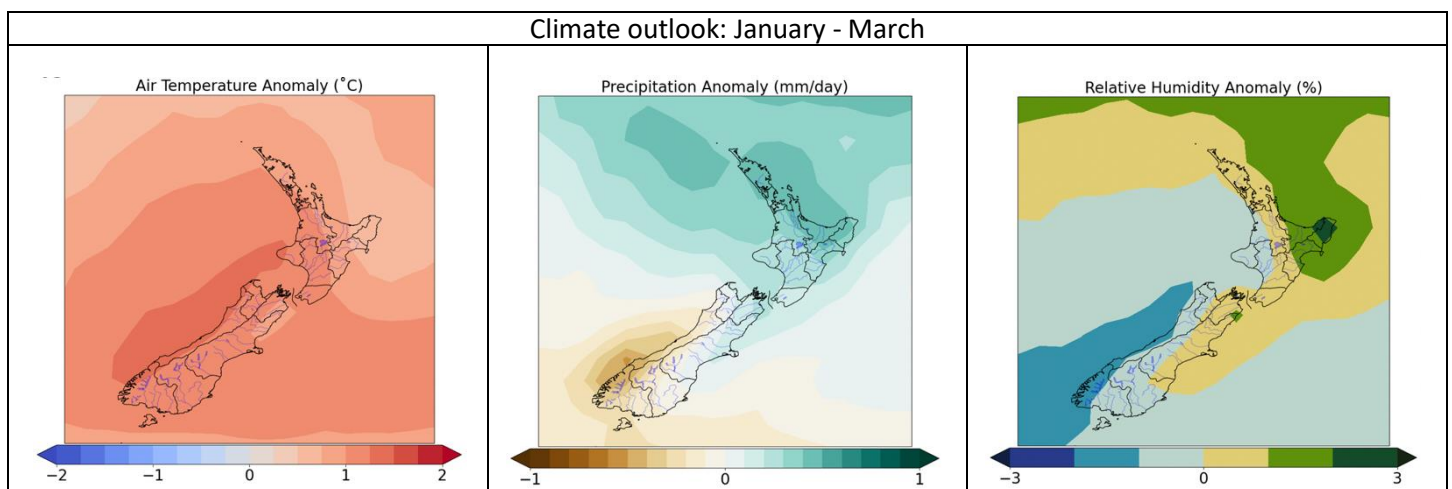 Climate outlook: January - March
Air Temperature Anomaly (˚C)
−2 −1 0 1 2
Precipitation Anomaly (mm/day)
−1 0 1
Relative Humidity Anomaly (%)
−3 0 3